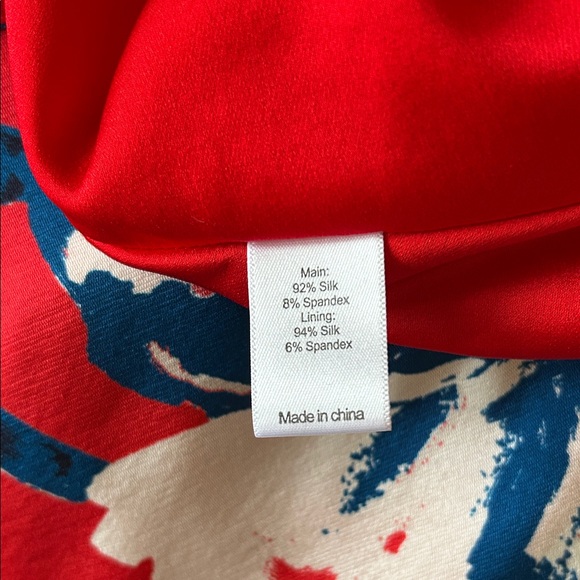 Main:
92% Silk
8% Spandex
Lining:
94% Silk
6% Spandex
Made in china